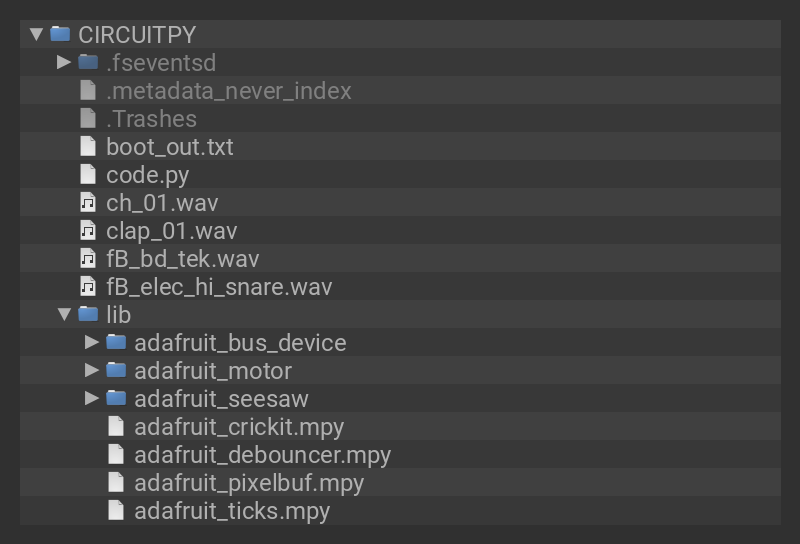 CIRCUITPY
.fseventsd
.metadata_never_index
.Trashes
boot_out.txt
code.py
ch_01.wav
clap_01.wav
fB_bd_tek.wav
fB_elec_hi_snare.wav
lib
adafruit_bus_device
adafruit_motor
adafruit_seesaw
adafruit_crickit.mpy
adafruit_debouncer.mpy
adafruit_pixelbuf.mpy
adafruit_ticks.mpy